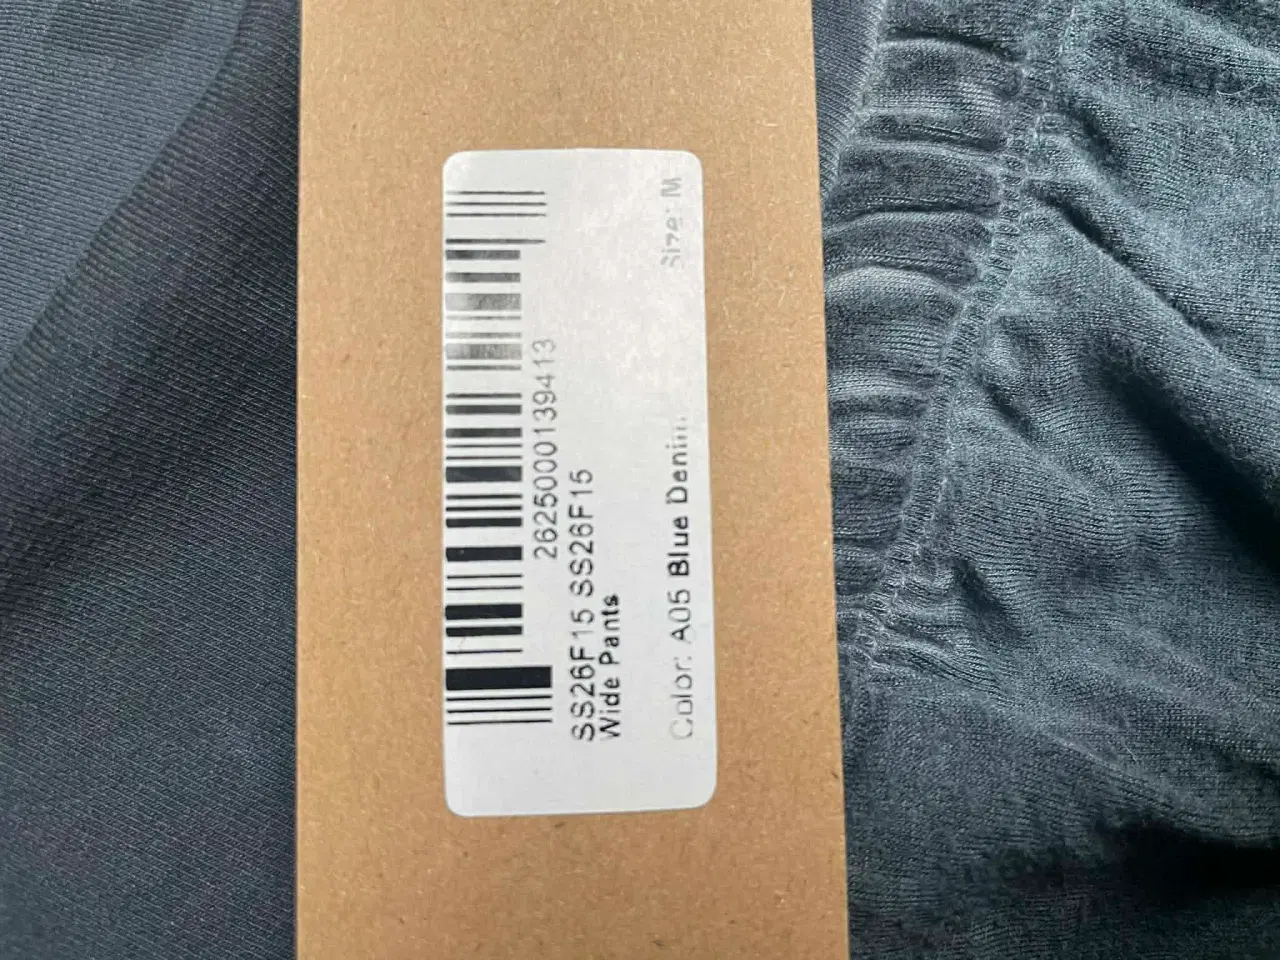 2625000139413
SS26F15 SS26F15
Wide Pants
Color: A05 Blue Denim
Size: M